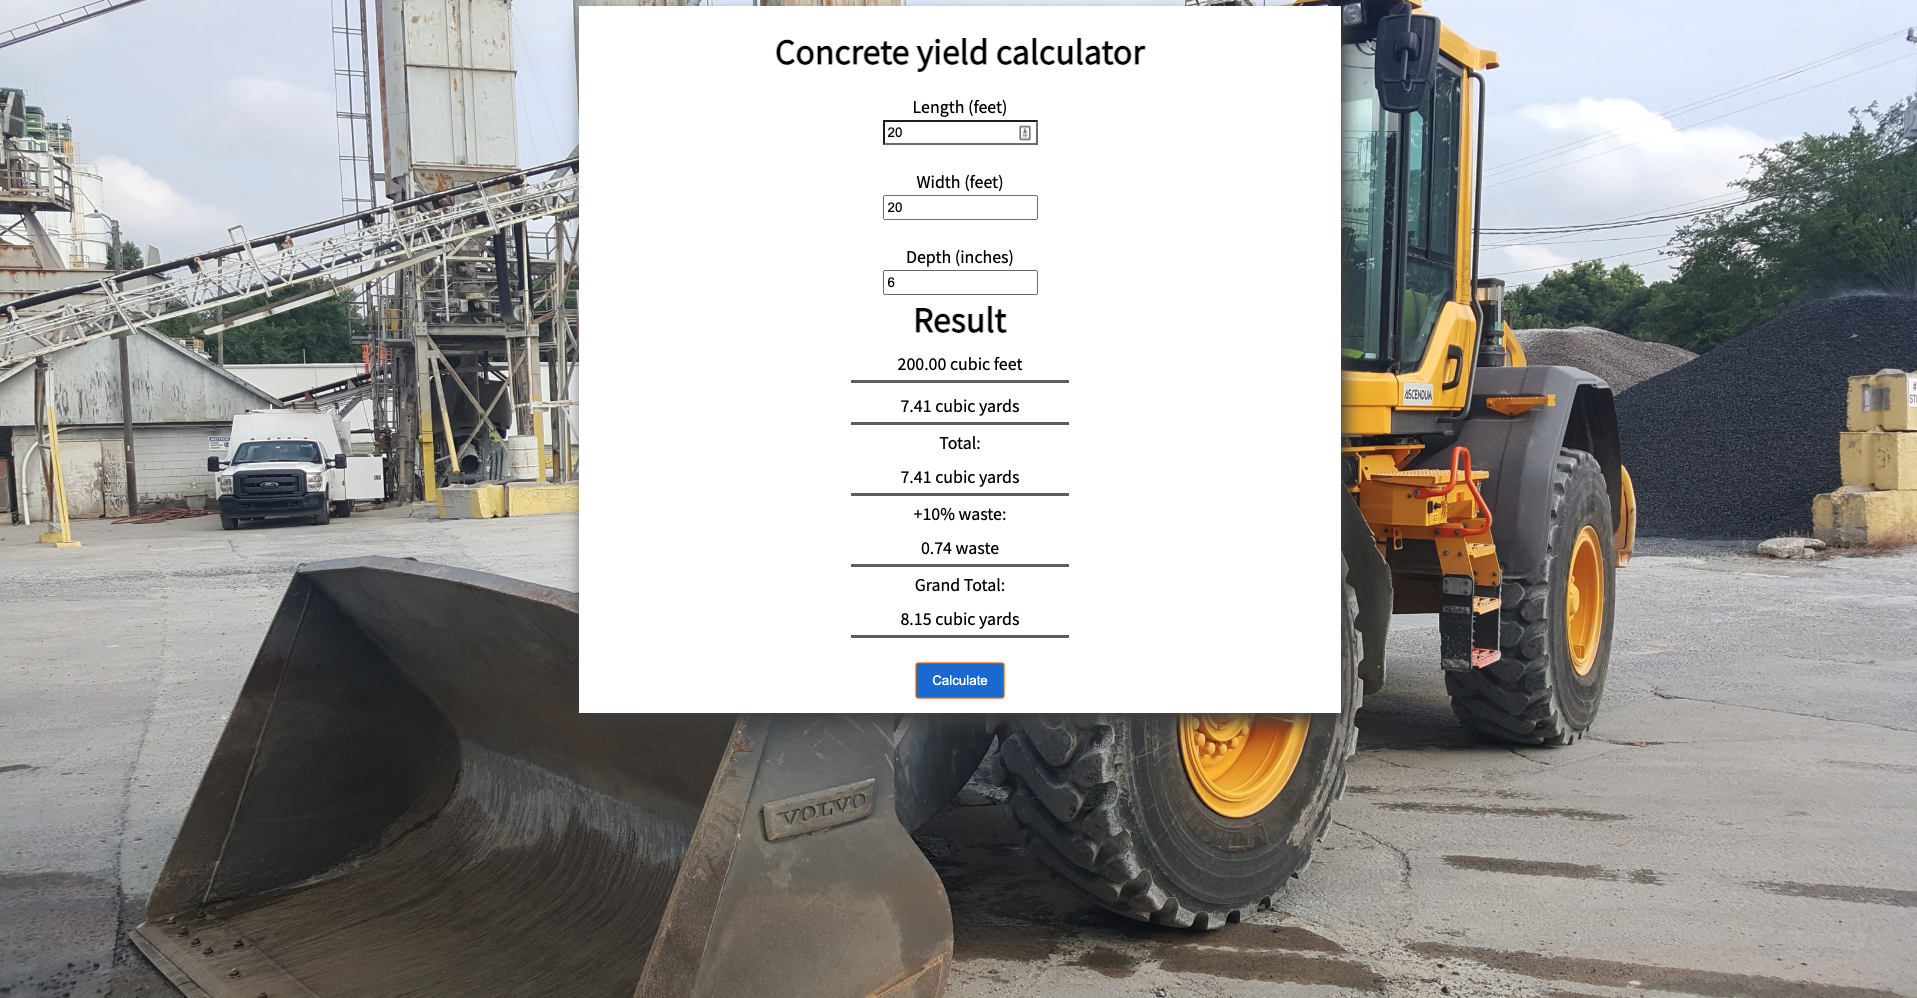 Concrete yield calculator
Length (feet)
20
Width (feet)
20
Depth (inches)
6
Result
200.00 cubic feet
7.41 cubic yards
Total:
7.41 cubic yards
+10% waste:
0.74 waste
Grand Total:
8.15 cubic yards
Calculate
ASCENDUM
Ford
VOLVO